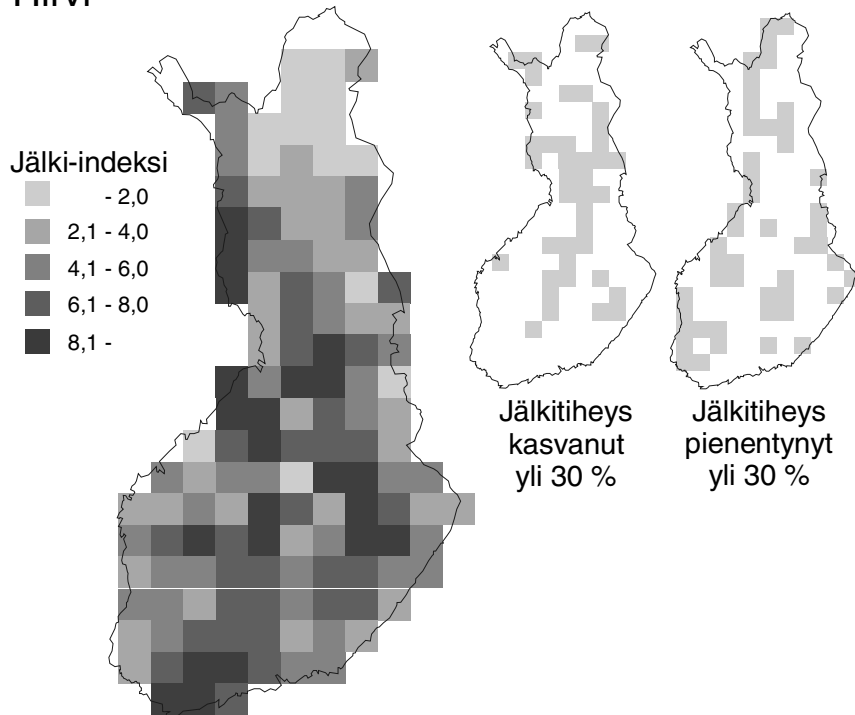 Hirvi
Jälki-indeksi
- 2,0
2,1 - 4,0
4,1 - 6,0
6,1 - 8,0
8,1 -
Jälkitiheys
kasvanut
yli 30 %
Jälkitiheys
pienentynyt
yli 30 %